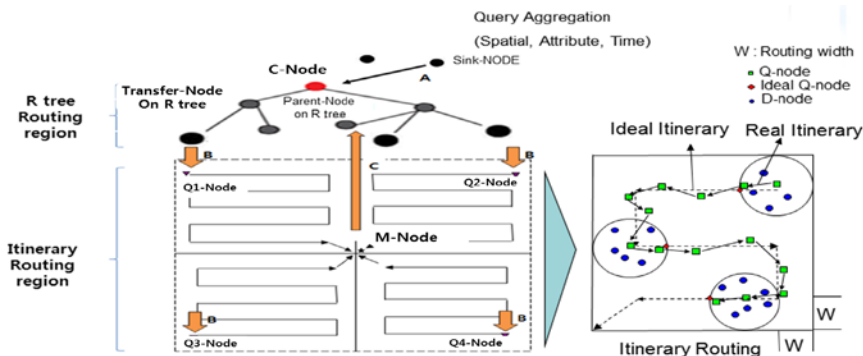 Query Aggregation
(Spatial, Attribute, Time)
Sink-NODE
A
C-Node
Transfer-Node
On R tree
Parent-Node
on R tree
R tree
Routing
region
B
B
C
Q1-Node
Q2-Node
M-Node
Itinerary
Routing
region
B
B
Q3-Node
Q4-Node
W : Routing width
Q-node
Ideal Q-node
D-node
Ideal Itinerary
Real Itinerary
W
W
Itinerary Routing